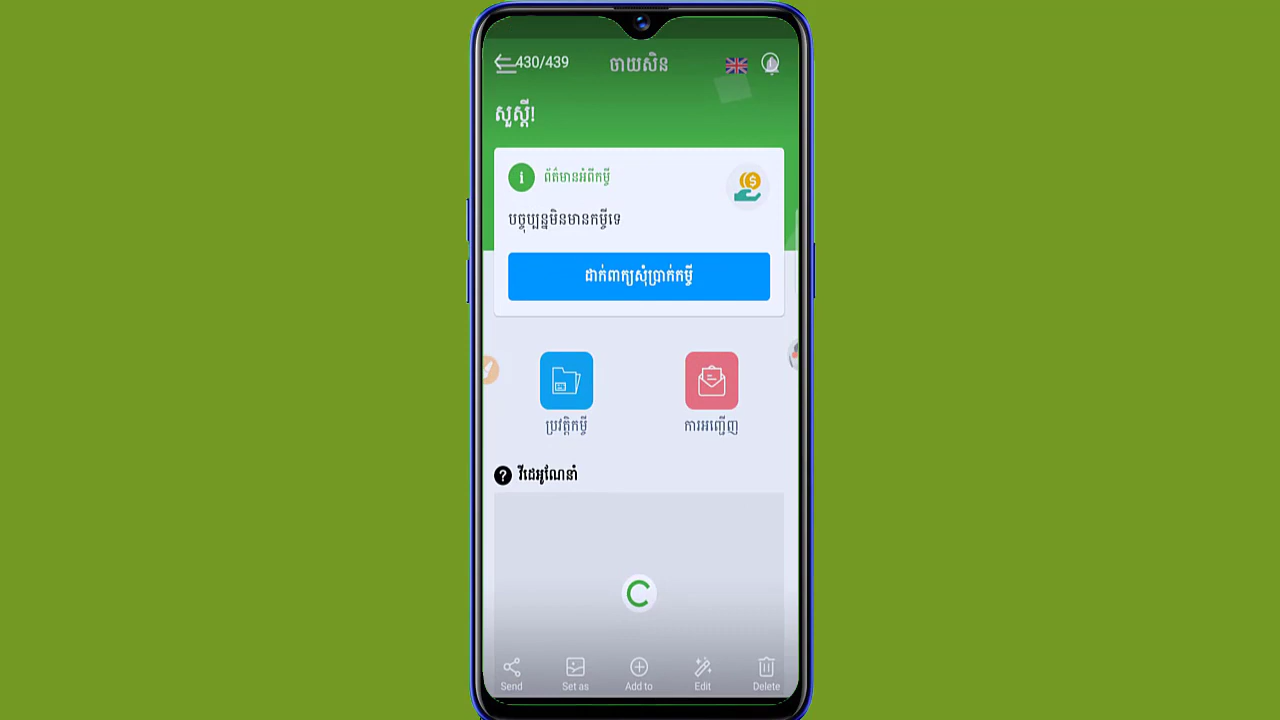 430/439 ចាយសិន
សួស្តី!
i ព័ត៌មានអំពីកម្ចី
បច្ចុប្បន្នមិនមានកម្ចីទេ
ដាក់ពាក្យសុំប្រាក់កម្ចី
ប្រវត្តិកម្ចី ការអញ្ជើញ
? វីដេអូណែនាំ
Send Set as Add to Edit Delete